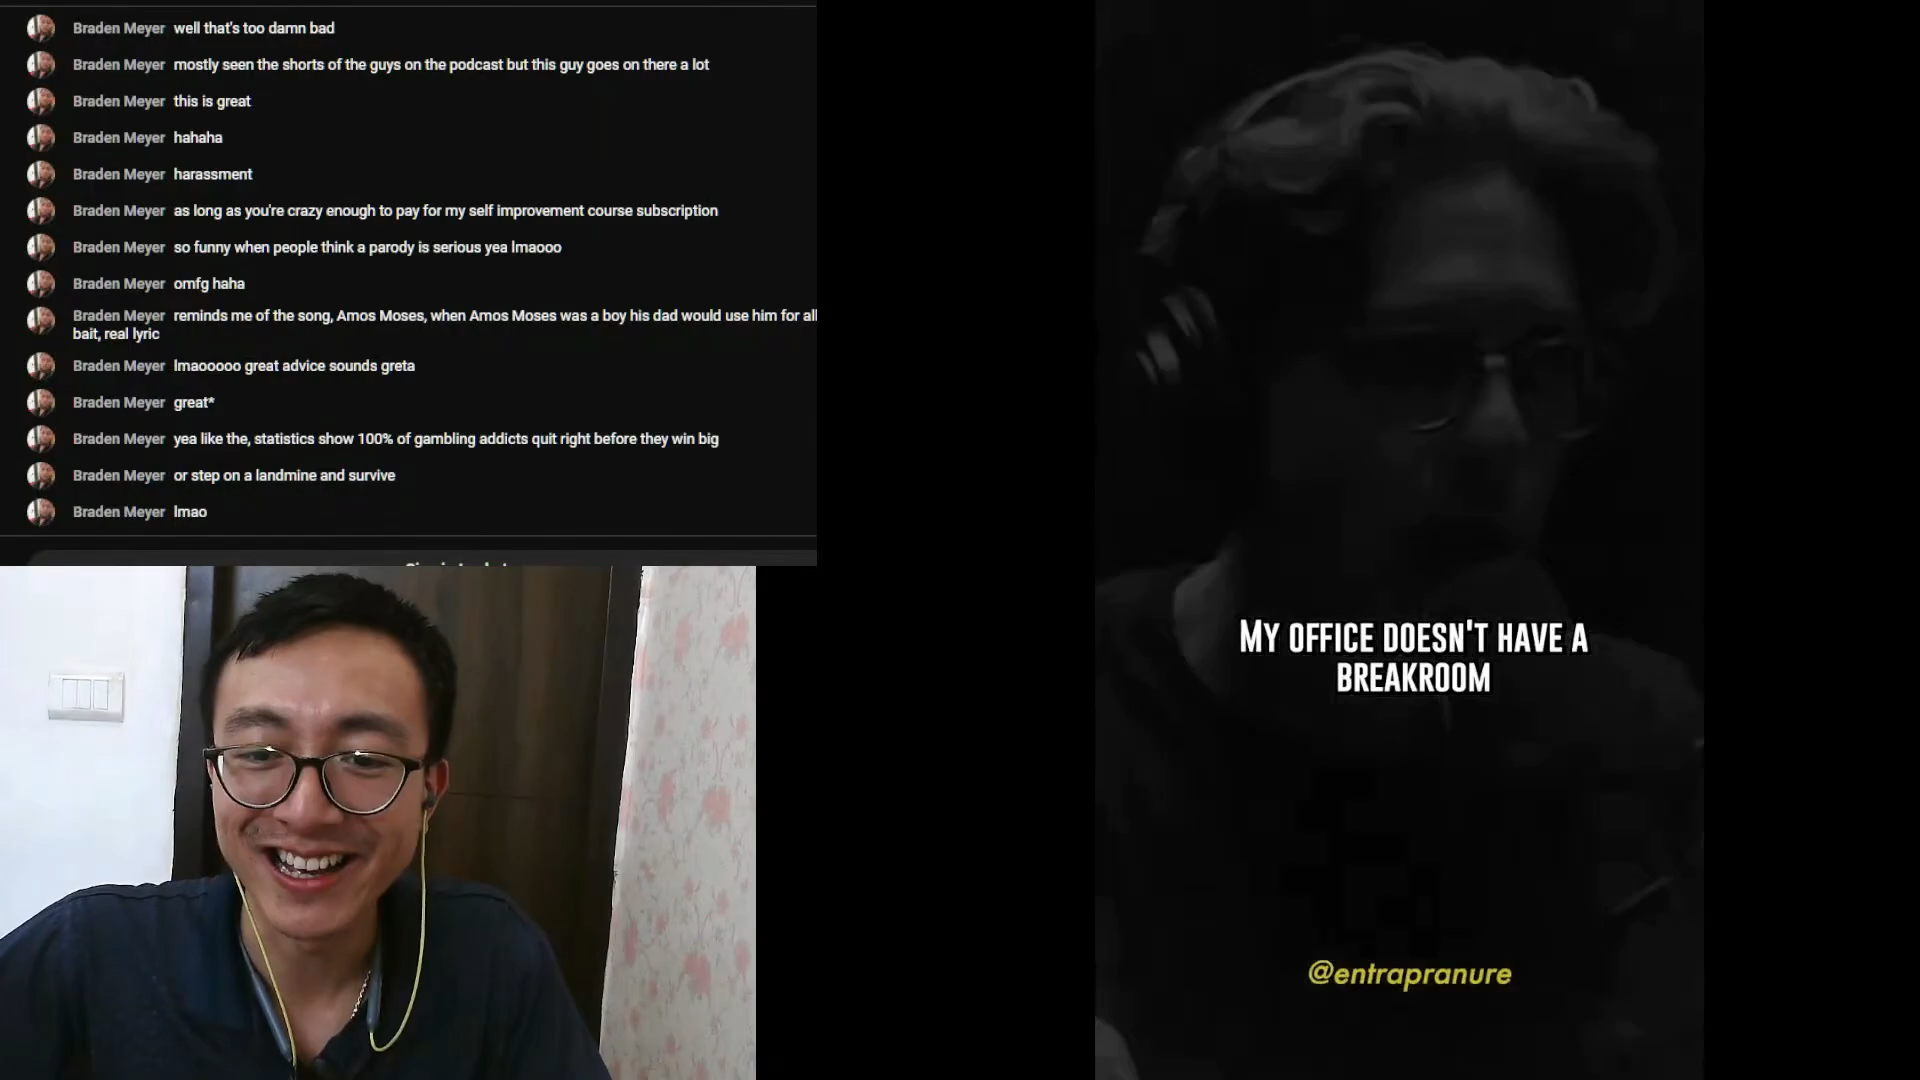 Braden Meyer well that's too damn bad
Braden Meyer mostly seen the shorts of the guys on the podcast but this guy goes on there a lot
Braden Meyer this is great
Braden Meyer hahaha
Braden Meyer harassment
Braden Meyer as long as you're crazy enough to pay for my self improvement course subscription
Braden Meyer so funny when people think a parody is serious yea lmaooo
Braden Meyer omfg haha
Braden Meyer reminds me of the song, Amos Moses, when Amos Moses was a boy his dad would use him for
bait, real lyric
Braden Meyer lmaooooo great advice sounds greta
Braden Meyer great*
Braden Meyer yea like the, statistics show 100% of gambling addicts quit right before they win big
Braden Meyer or step on a landmine and survive
Braden Meyer lmao
MY OFFICE DOESN'T HAVE A
BREAKROOM
@entrapranure